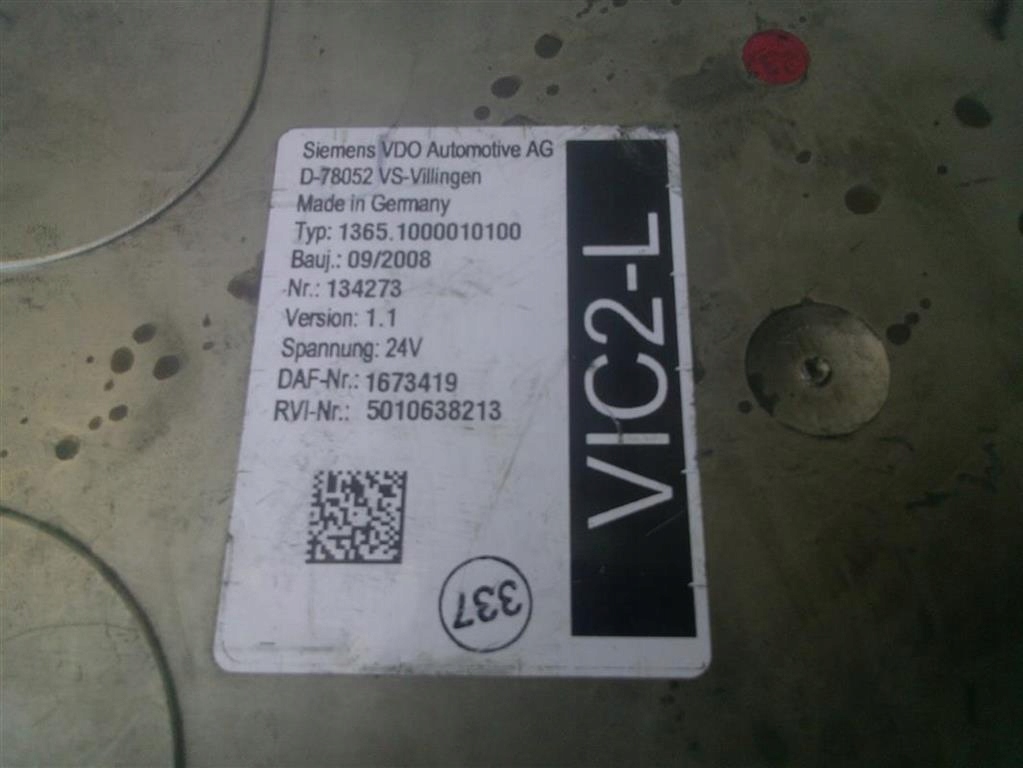 Siemens VDO Automotive AG
D-78052 VS-Villingen
Made in Germany
Typ: 1365.1000010100
Bauj.: 09/2008
Nr.: 134273
Version: 1.1
Spannung: 24V
DAF-Nr.: 1673419
RVI-Nr.: 5010638213
VIC2-L
337